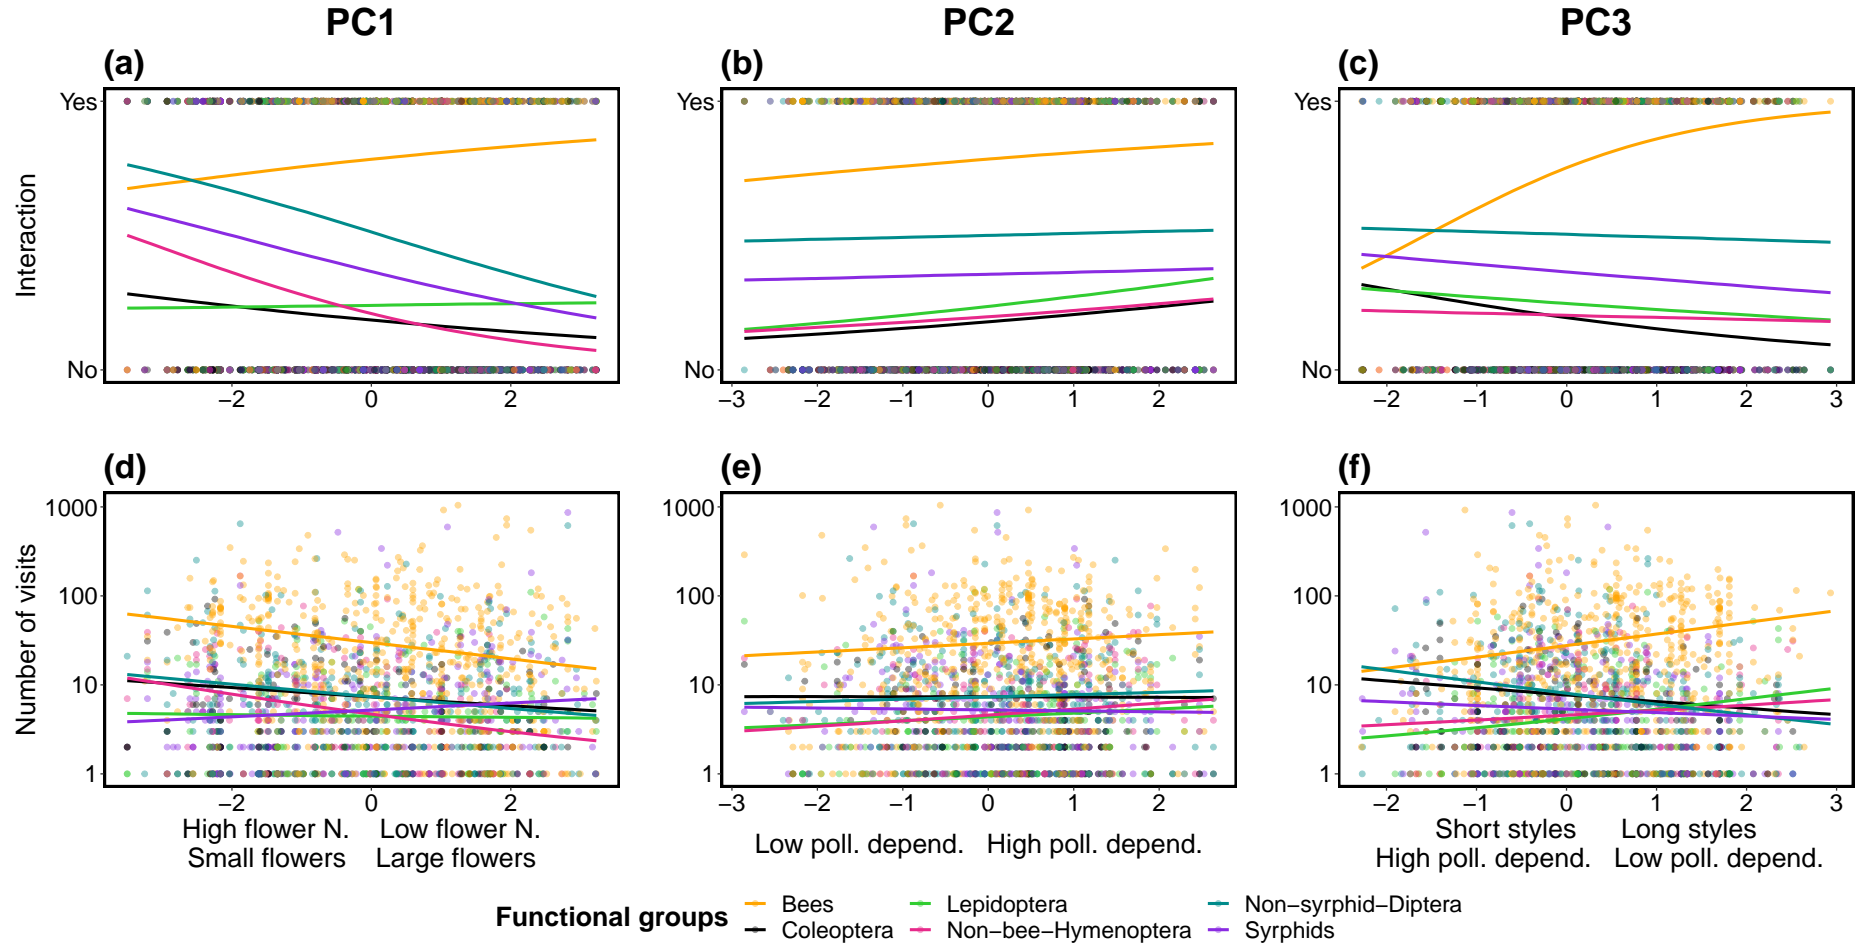 PC1 PC2 PC3
(a) (b) (c)
Interaction
Yes Yes Yes
No No No
−2 0 2 −3 −2 −1 0 1 2 −2 −1 0 1 2 3
(d) (e) (f)
Number of visits
1000 1000 1000
100 100 100
10 10 10
1 1 1
−2 0 2 −3 −2 −1 0 1 2 −2 −1 0 1 2 3
High flower N. Low flower N.
Small flowers Large flowers
Low poll. depend. High poll. depend.
Short styles Long styles
High poll. depend. Low poll. depend.
Functional groups
Bees Lepidoptera Non−syrphid−Diptera
Coleoptera Non−bee−Hymenoptera Syrphids